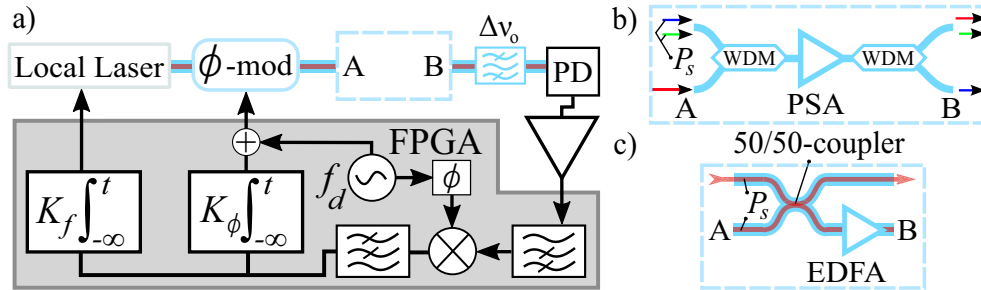 a)
Local Laser
ϕ-mod
A
B
Δν₀
PD
FPGA
+
f_d
ϕ
K_f ∫_{-∞}^{t}
K_ϕ ∫_{-∞}^{t}
b)
P_s
A
WDM
PSA
WDM
B
c)
50/50-coupler
P_s
A
B
EDFA